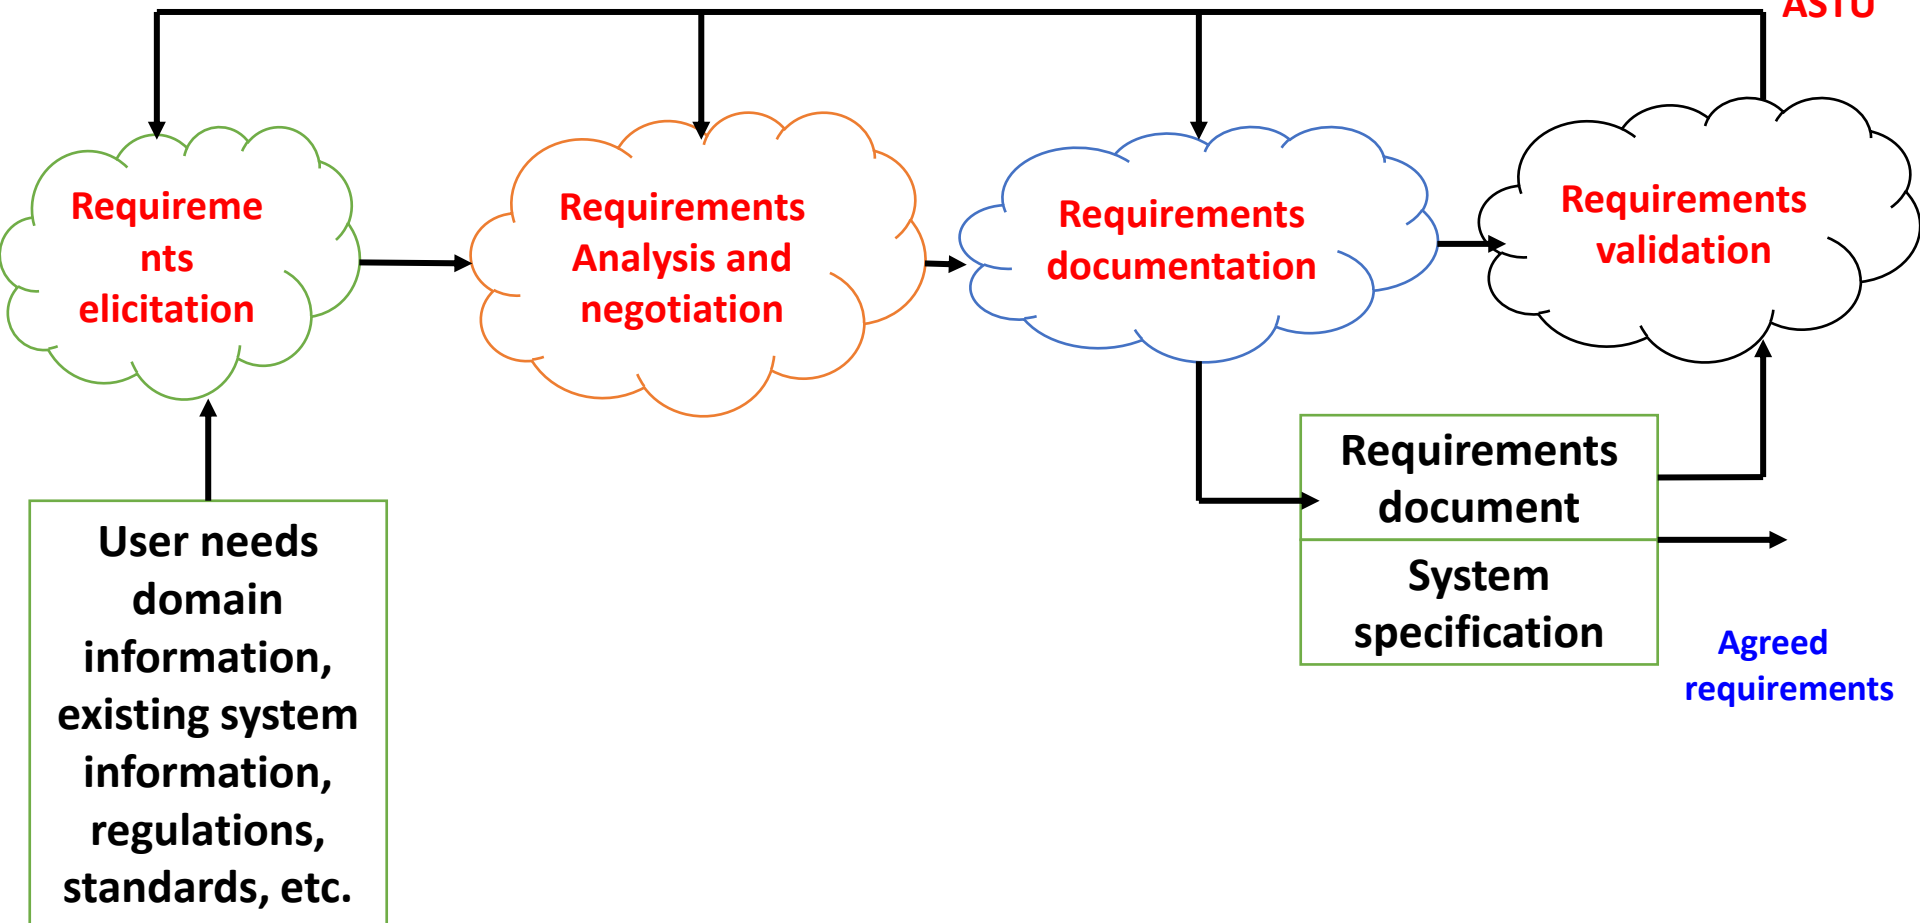 ASTU
Requireme
nts
elicitation
Requirements
Analysis and
negotiation
Requirements
documentation
Requirements
validation
Requirements
document
System
specification
User needs
domain
information,
existing system
information,
regulations,
standards, etc.
Agreed
requirements